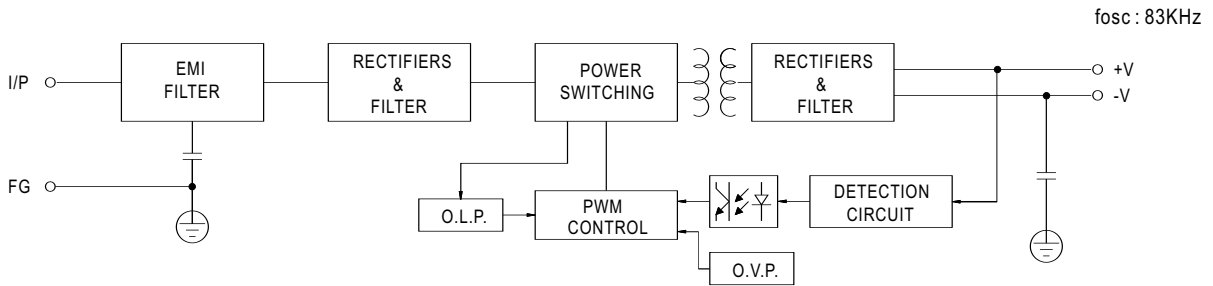 fosc : 83KHz
I/P
EMI
FILTER
RECTIFIERS
&
FILTER
POWER
SWITCHING
RECTIFIERS
&
FILTER
+V
-V
FG
O.L.P.
PWM
CONTROL
DETECTION
CIRCUIT
O.V.P.